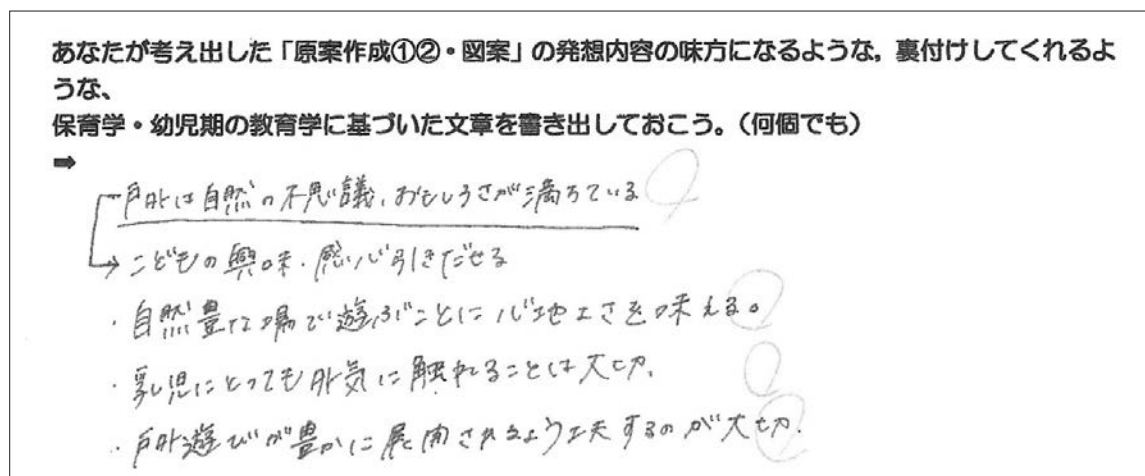 あなたが考え出した「原案作成①②・図案」の発想内容の味方になるような，裏付けしてくれるよ
うな、
保育学・幼児期の教育学に基づいた文章を書き出しておこう。（何個でも）
➡
戸外は自然の不思議、おもしろさが満ちている
→こどもの興味・感心引きだせる
・自然豊な場で遊ぶことに心地よさを味える。
・乳児にとっても外気に触れることは大切、
・戸外遊びが豊かに展開されるよう工夫するのが大切.